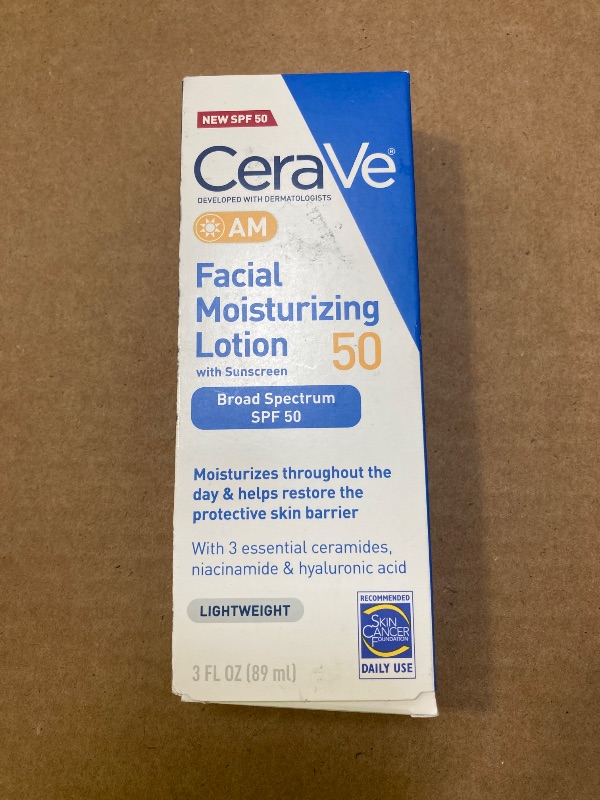 NEW SPF 50
CeraVe®
DEVELOPED WITH DERMATOLOGISTS
AM
Facial
Moisturizing
Lotion
with Sunscreen
50
Broad Spectrum
SPF 50
Moisturizes throughout the
day & helps restore the
protective skin barrier
With 3 essential ceramides,
niacinamide & hyaluronic acid
LIGHTWEIGHT
RECOMMENDED
SKIN
CANCER
FOUNDATION
DAILY USE
3 FL OZ (89 ml)